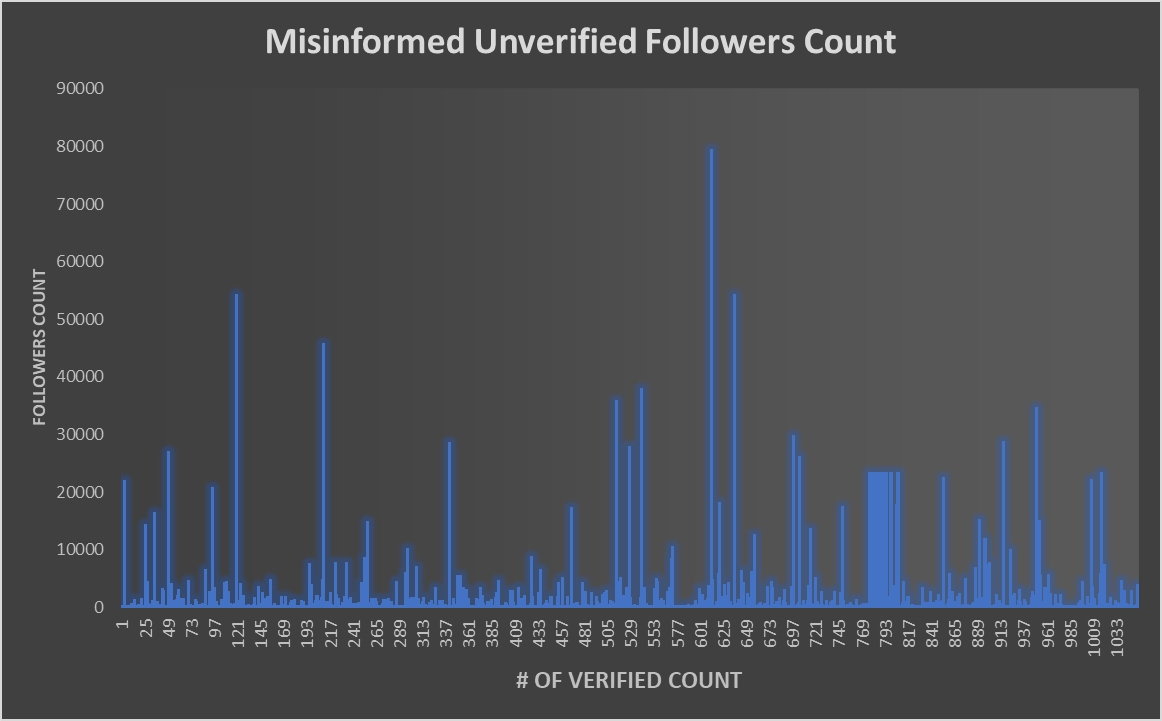 Misinformed Unverified Followers Count
90000
80000
70000
60000
50000
40000
30000
20000
10000
0
FOLLOWERS COUNT
1 25 49 73 97 121 145 169 193 217 241 265 289 313 337 361 385 409 433 457 481 505 529 553 577 601 625 649 673 697 721 745 769 793 817 841 865 889 913 937 961 985 1009 1033
# OF VERIFIED COUNT